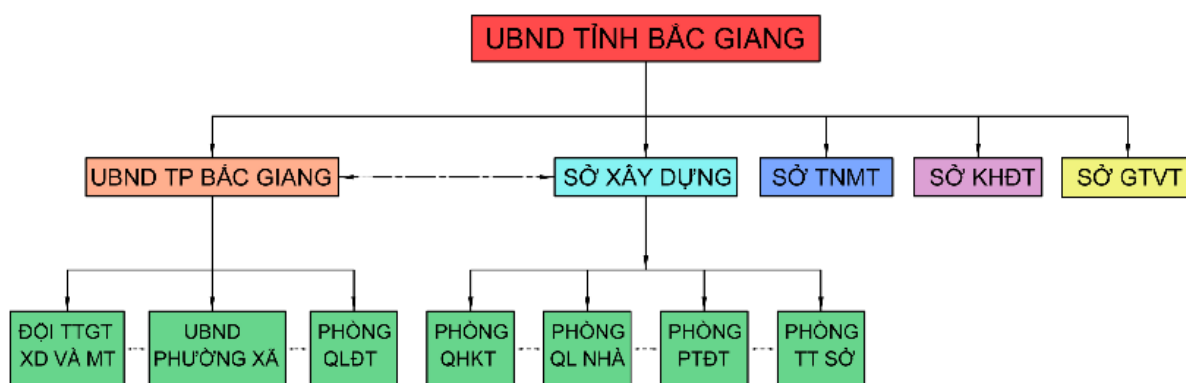 UBND TỈNH BẮC GIANG
UBND TP BẮC GIANG
SỞ XÂY DỰNG
SỞ TNMT
SỞ KHĐT
SỞ GTVT
ĐỘI TTGT
XD VÀ MT
UBND
PHƯỜNG XÃ
PHÒNG
QLĐT
PHÒNG
QHKT
PHÒNG
QL NHÀ
PHÒNG
PTĐT
PHÒNG
TT SỞ